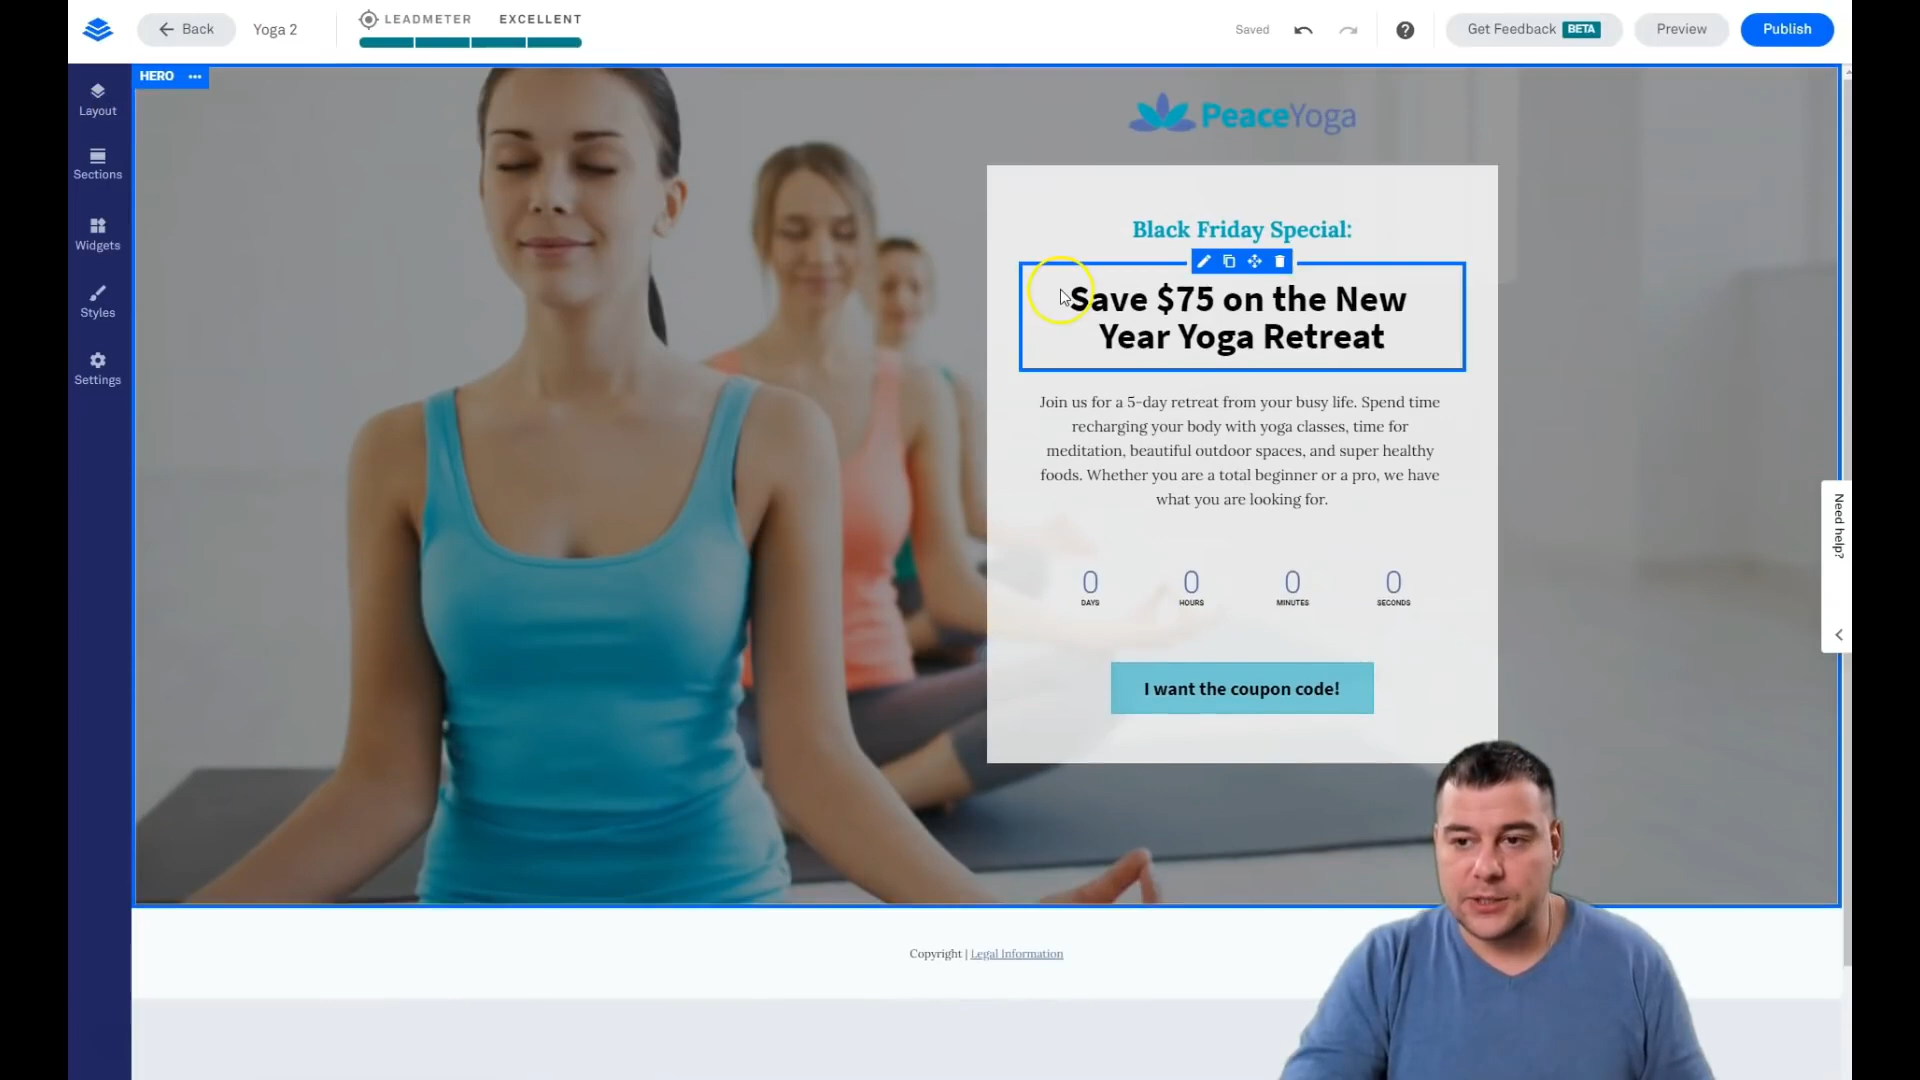 Back
Yoga 2
LEADMETER
EXCELLENT
Saved
Get Feedback BETA
Preview
Publish
HERO
Layout
Sections
Widgets
Styles
Settings
PeaceYoga
Black Friday Special:
Save $75 on the New
Year Yoga Retreat
Join us for a 5-day retreat from your busy life. Spend time
recharging your body with yoga classes, time for
meditation, beautiful outdoor spaces, and super healthy
foods. Whether you are a total beginner or a pro, we have
what you are looking for.
0 0 0 0
DAYS HOURS MINUTES SECONDS
I want the coupon code!
Need help?
Copyright | Legal Information